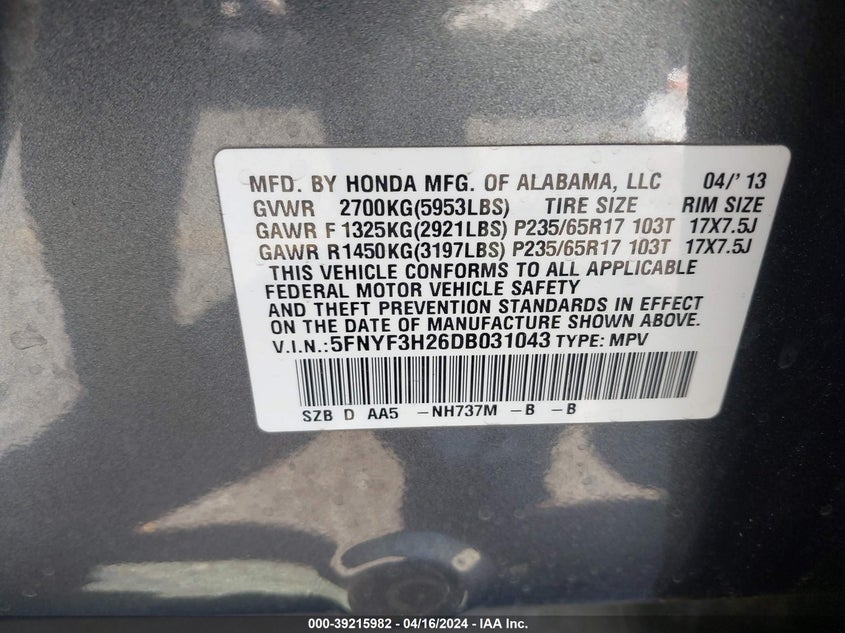 MFD. BY HONDA MFG. OF ALABAMA, LLC 04/'13
GVWR 2700KG(5953LBS) TIRE SIZE RIM SIZE
GAWR F 1325KG(2921LBS) P235/65R17 103T 17X7.5J
GAWR R 1450KG(3197LBS) P235/65R17 103T 17X7.5J
THIS VEHICLE CONFORMS TO ALL APPLICABLE
FEDERAL MOTOR VEHICLE SAFETY
AND THEFT PREVENTION STANDARDS IN EFFECT
ON THE DATE OF MANUFACTURE SHOWN ABOVE.
V.I.N.:5FNYF3H26DB031043 TYPE: MPV
SZB D AA5 -NH737M -B -B
000-39215982 - 04/16/2024 - IAA Inc.